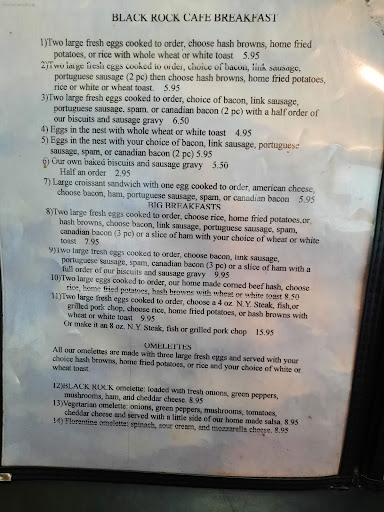 BLACK ROCK CAFE BREAKFAST
1)Two large fresh eggs cooked to order, choose hash browns, home fried
potatoes, or rice with whole wheat or white toast 5.95
2)Two large fresh eggs cooked to order, choice of bacon, link sausage,
portuguese sausage (2 pc) then choose hash browns, home fried potatoes,
rice or white or wheat toast. 5.95
3)Two large fresh eggs cooked to order, choice of bacon, link sausage,
portuguese sausage, spam, or canadian bacon (2 pc) with a half order of
our biscuits and sausage gravy 6.50
4) Eggs in the nest with whole wheat or white toast 4.95
5) Eggs in the nest with your choice of bacon, link sausage, portuguese
sausage, spam, or canadian bacon (2 pc) 5.95
6) Our own baked biscuits and sausage gravy 5.50
Half an order 2.95
7) Large croissant sandwich with one egg cooked to order, american cheese,
choose bacon, ham, portuguese sausage, spam, or canadian bacon 5.95
BIG BREAKFASTS
8)Two large fresh eggs cooked to order, choose rice, home fried potatoes,or
hash browns, choose bacon, link sausage, portuguese sausage, spam,
canadian bacon (3 pc) or a slice of ham with your choice of wheat or white
toast 7.95
9)Two large fresh eggs cooked to order, choose bacon, link sausage,
portuguese sausage, spam, canadian bacon (3 pc) or a slice of ham with a
full order of our biscuits and sausage gravy 9.95
10)Two large eggs cooked to order, our home made corned beef hash, choose
rice, home fried potatoes, hash browns with wheat or white toast 8.50
11)Two large fresh eggs cooked to order, choose a 4 oz. N.Y. Steak, fish,or
grilled pork chop, choose rice, home fried potatoes, or hash browns with
wheat or white toast 9.95
Or make it an 8 oz. N.Y. Steak, fish or grilled pork chop 15.95
OMELETTES
All our omelettes are made with three large fresh eggs and served with your
choice hash browns, home fried potatoes, or rice and your choice of white or
wheat toast.
12)BLACK ROCK omelette: loaded with fresh onions, green peppers,
mushrooms, ham, and cheddar cheese. 8.95
13)Vegetarian omelette: onions, green peppers, mushrooms, tomatoes,
cheddar cheese and served with a little side of our home made salsa. 8.95
14) Florentine omelette: spinach, sour cream, and mozzarella cheese. 8.95